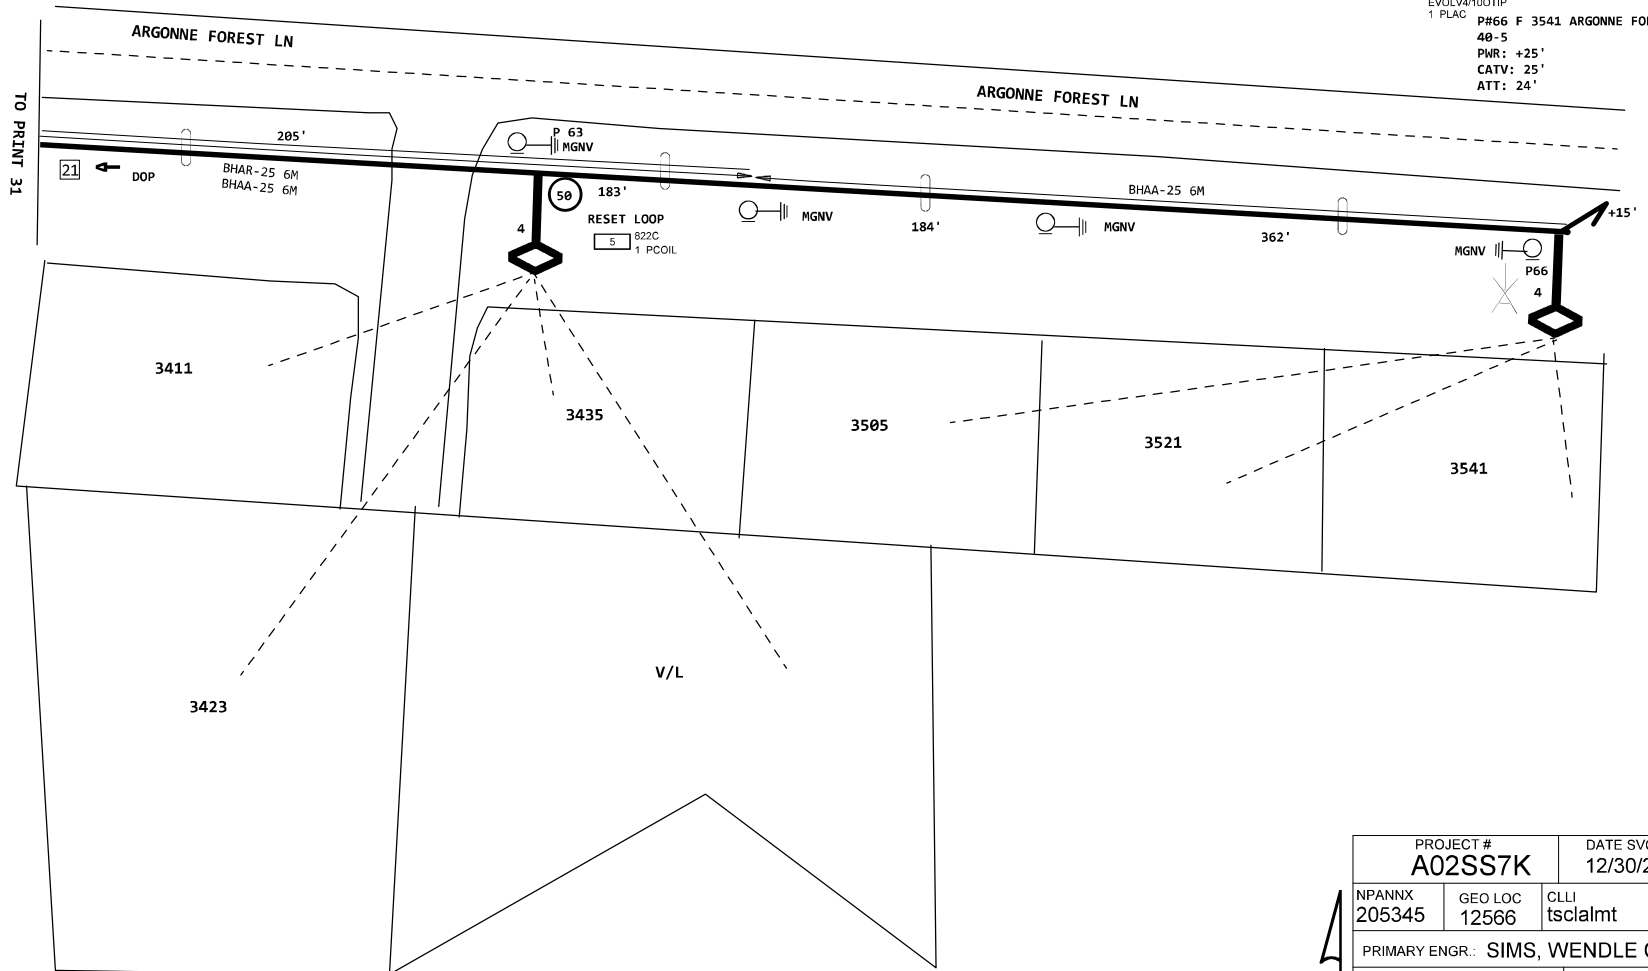 EVOLV4/10OTIP
1 PLAC
P#66 F 3541 ARGONNE
40-5
PWR: +25'
CATV: 25'
ATT: 24'
ARGONNE FOREST LN
ARGONNE FOREST LN
TO PRINT 31
205'
P 63
MGNV
21
DOP
BHAR-25 6M
BHAA-25 6M
50
183'
BHAA-25 6M
+15'
RESET LOOP
5
822C
1 PCOIL
4
MGNV
184'
MGNV
362'
MGNV
P66
4
3411
3435
3505
3521
3541
3423
V/L
PROJECT #
A02SS7K
DATE
12/30/2
NPANNX
205345
GEO LOC
12566
CLLI
tsclalmt
PRIMARY ENGR.: SIMS, WENDLE